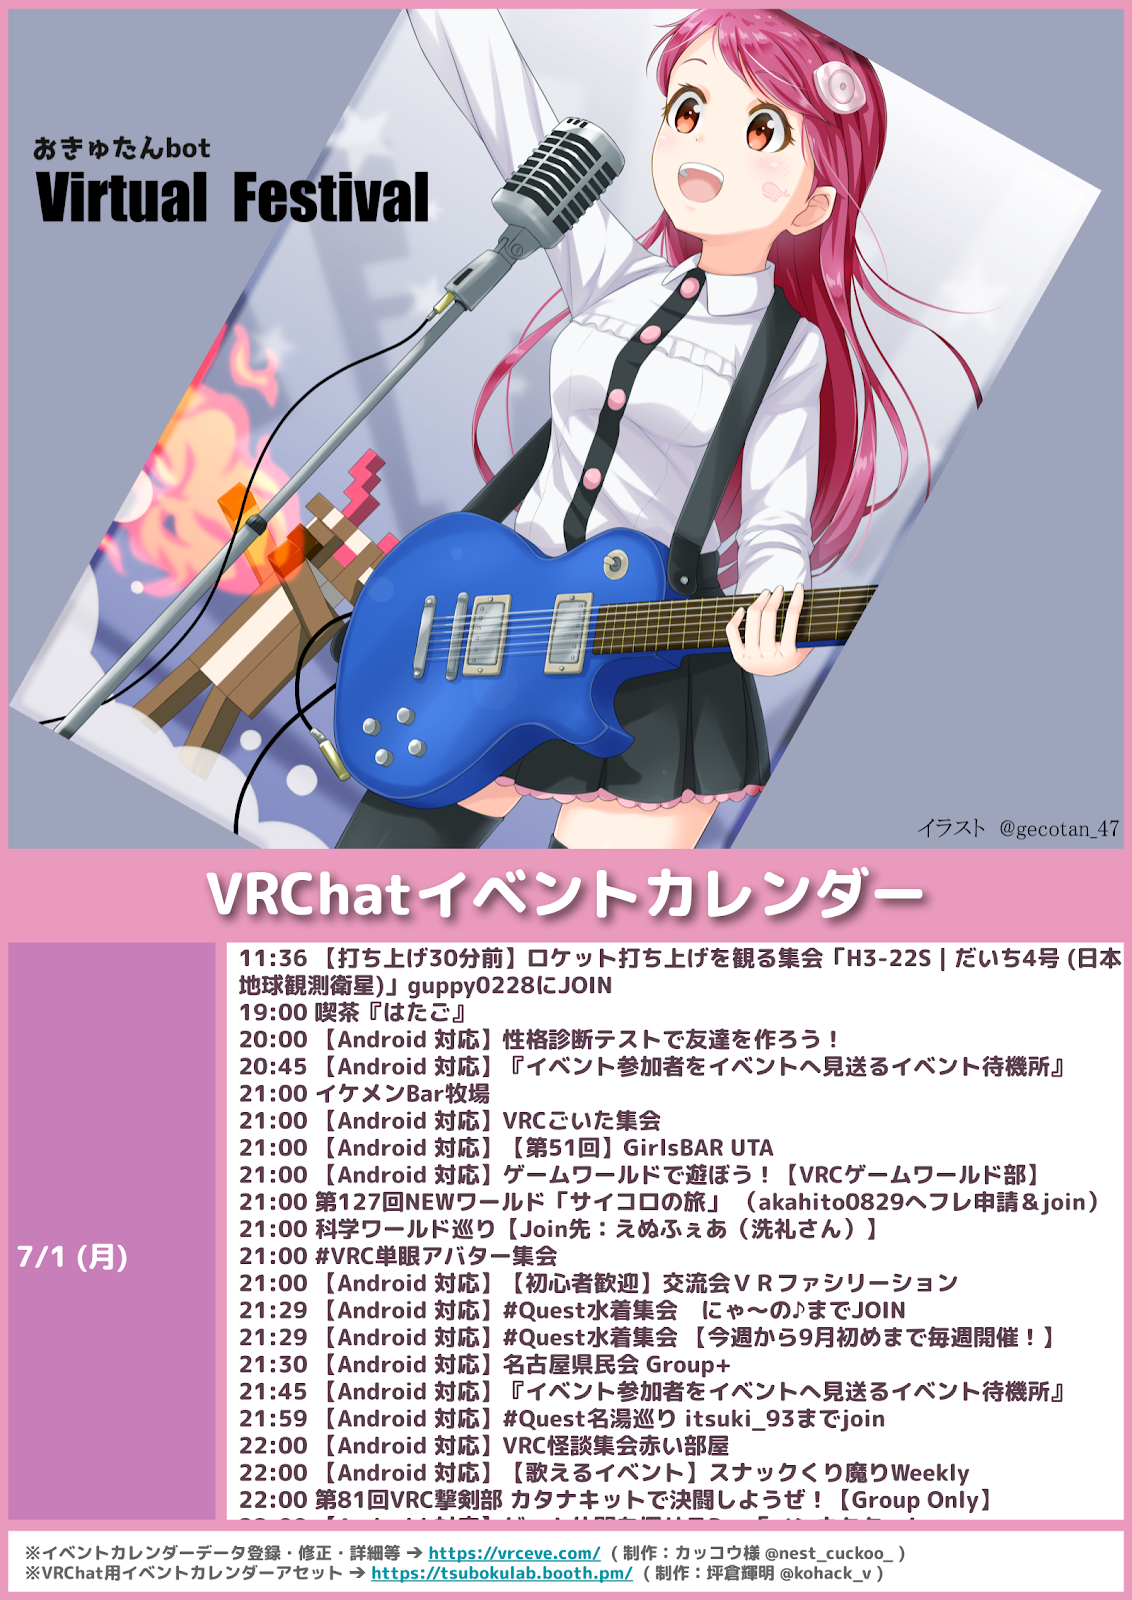 おきゅたんbot
Virtual Festival
イラスト @gecotan_47
VRChatイベントカレンダー
7/1 (月)
11:36 【打ち上げ30分前】ロケット打ち上げを観る集会「H3-22S | だいち4号 (日本
地球観測衛星)」guppy0228にJOIN
19:00 喫茶『はたご』
20:00 【Android 対応】性格診断テストで友達を作ろう！
20:45 【Android 対応】『イベント参加者をイベントへ見送るイベント待機所』
21:00 イケメンBar牧場
21:00 【Android 対応】VRCごいた集会
21:00 【Android 対応】【第51回】GirlsBAR UTA
21:00 【Android 対応】ゲームワールドで遊ぼう！【VRCゲームワールド部】
21:00 第127回NEWワールド「サイコロの旅」 （akahito0829へフレ申請＆join）
21:00 科学ワールド巡り【Join先：えぬふぇあ（洗礼さん）】
21:00 #VRC単眼アバター集会
21:00 【Android 対応】【初心者歓迎】交流会ＶＲファシリーション
21:29 【Android 対応】#Quest水着集会　にゃ～の♪までJOIN
21:29 【Android 対応】#Quest水着集会 【今週から9月初めまで毎週開催！】
21:30 【Android 対応】名古屋県民会 Group+
21:45 【Android 対応】『イベント参加者をイベントへ見送るイベント待機所』
21:59 【Android 対応】#Quest名湯巡り itsuki_93までjoin
22:00 【Android 対応】VRC怪談集会赤い部屋
22:00 【Android 対応】【歌えるイベント】スナックくり魔りWeekly
22:00 第81回VRC撃剣部 カタナキットで決闘しようぜ！【Group Only】
※イベントカレンダーデータ登録・修正・詳細等 → https://vrceve.com/ ( 制作：カッコウ様 @nest_cuckoo_ )
※VRChat用イベントカレンダーアセット → https://tsubokulab.booth.pm/ ( 制作：坪倉輝明 @kohack_v )